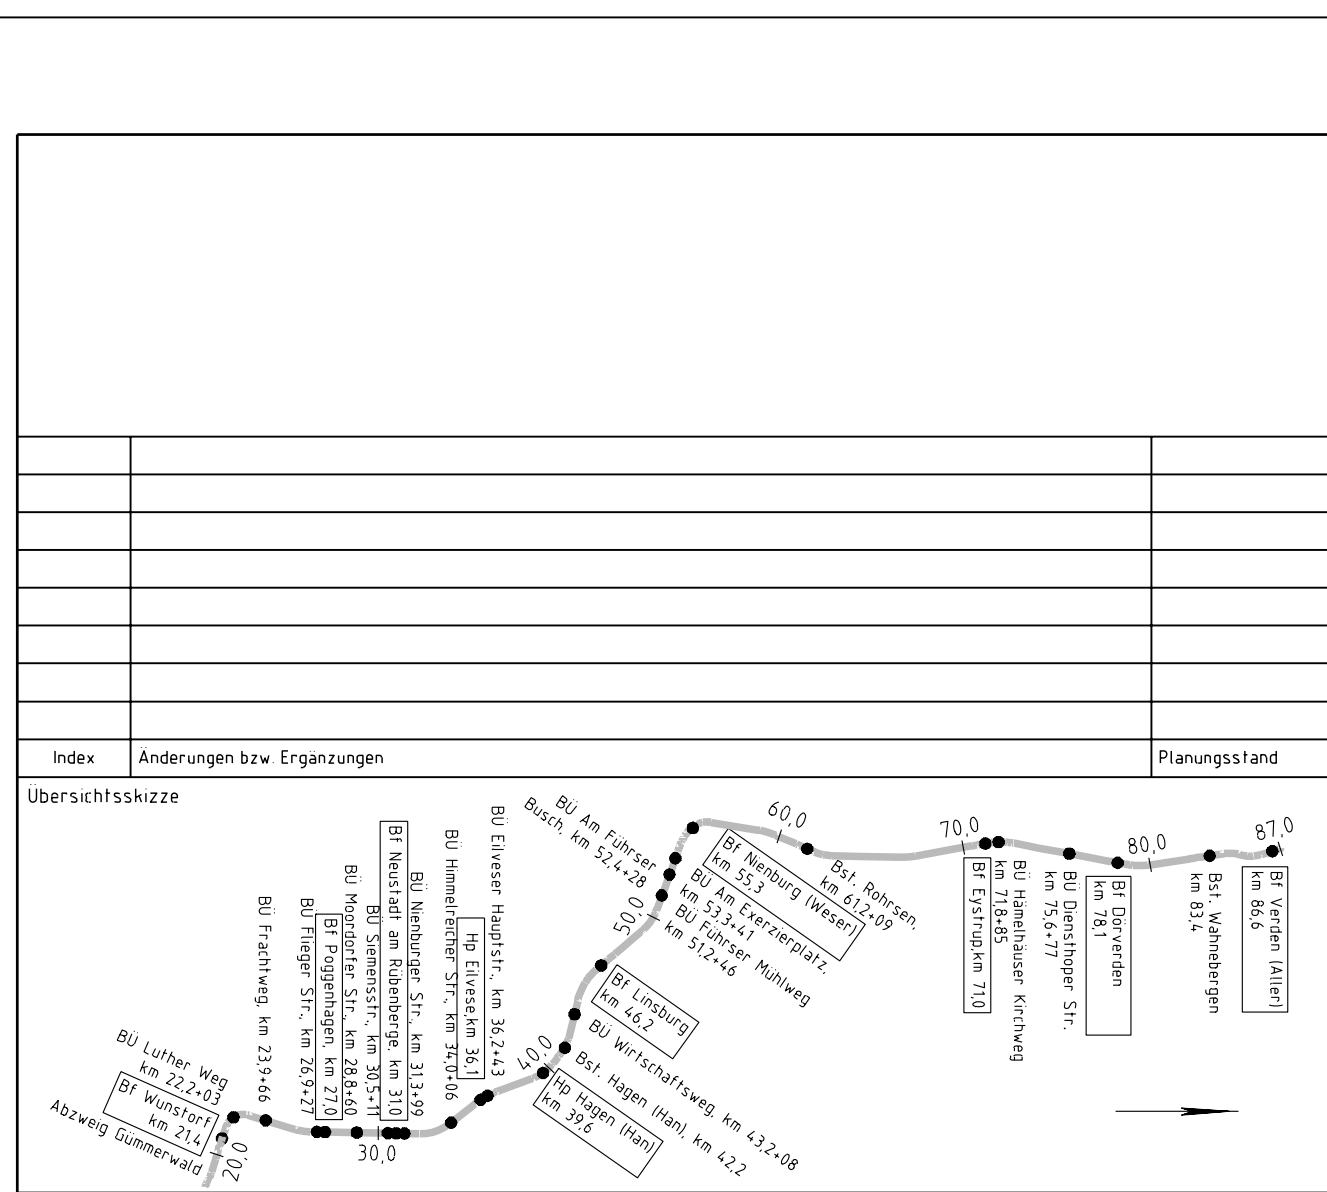 Index
Änderungen bzw. Ergänzungen
Planungsstand
Übersichtsskizze
Abzweig Gümmerwald
20,0
Bf Wunstorf
km 21,4
BÜ Luther Weg
km 22,2+03
BÜ Frachtweg, km 23,9+66
BÜ Flieger Str., km 26,9+27
Bf Poggenhagen, km 27,0
BÜ Moordorfer Str., km 28,8+60
30,0
BÜ Siemensstr., km 30,5+11
Bf Neustadt am Rübenberge, km 31,0
BÜ Nienburger Str., km 31,3+99
BÜ Himmelreicher Str., km 34,0+06
Hp Eilvese,km 36,1
BÜ Eilveser Hauptstr., km 36,2+43
Hp Hagen (Han)
km 39,6
40,0
Bst. Hagen (Han), km 42,2
BÜ Wirtschaftsweg, km 43,2+08
Bf Linsburg
km 46,2
50,0
BÜ Führser Mühlweg
km 51,2+46
BÜ Am Führser
Busch, km 52,4+28
BÜ Am Exerzierplatz,
km 53,3+41
Bf Nienburg (Weser)
km 55,3
60,0
Bst. Rohrsen,
km 61,2+09
70,0
Bf Eystrup,km 71,0
BÜ Hämelhäuser Kirchweg
km 71,8+85
BÜ Diensthoper Str.
km 75,6+77
Bf Dörverden
km 78,1
80,0
Bst. Wahnebergen
km 83,4
Bf Verden (Aller)
km 86,6
87,0